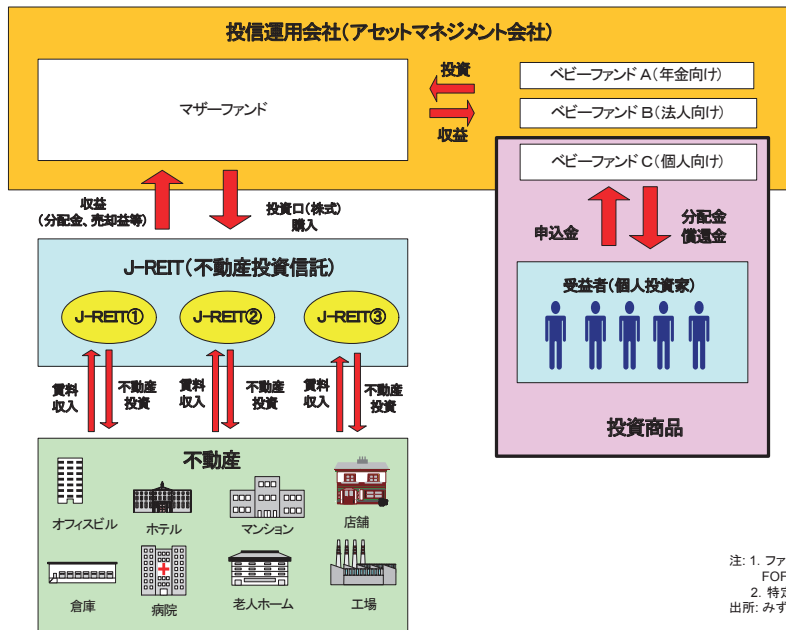 投信運用会社（アセットマネジメント会社）
マザーファンド
投資
収益
ベビーファンド A（年金向け）
ベビーファンド B（法人向け）
ベビーファンド C（個人向け）
収益
（分配金、売却益等）
投資口（株式）
購入
申込金
分配金
償還金
J-REIT（不動産投資信託）
J-REIT①
J-REIT②
J-REIT③
受益者（個人投資家）
投資商品
賃料
収入
不動産
投資
賃料
収入
不動産
投資
賃料
収入
不動産
投資
不動産
オフィスビル
ホテル
マンション
店舗
倉庫
病院
老人ホーム
工場
注: 1. ファ
FOF
2. 特定
出所: みず